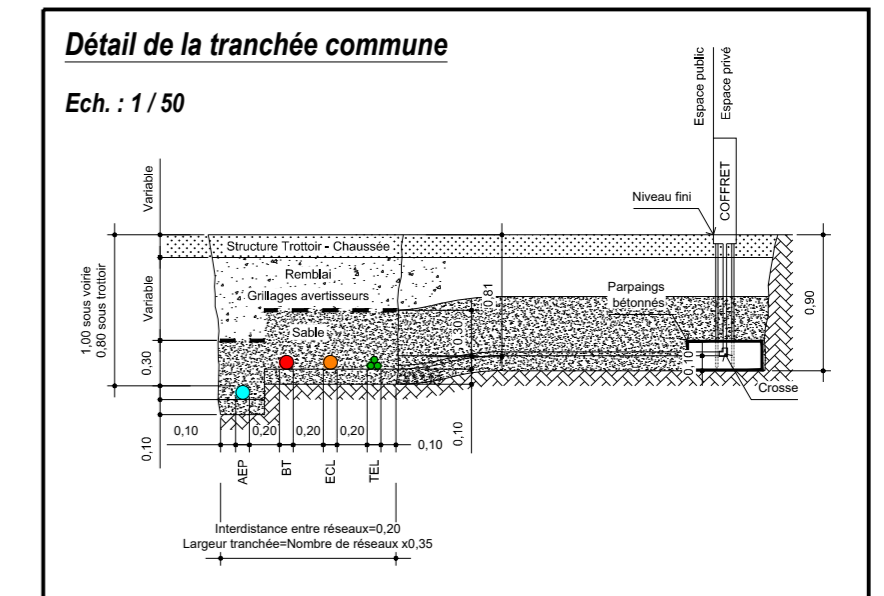 Détail de la tranchée commune
Ech. : 1 / 50
Espace public
Espace privé
COFFRET
Niveau fini
Variable
Structure Trottoir - Chaussée
Remblai
Grillages avertisseurs
Sable
Parpaings
bétonnés
Crosse
1,00 sous voirie
0,80 sous trottoir
Variable
0,30
0,10
0,81
0,30
0,10
0,10
0,90
0,10
0,20
0,20
0,20
0,10
AEP
BT
ECL
TEL
Interdistance entre réseaux=0,20
Largeur tranchée=Nombre de réseaux x0,35